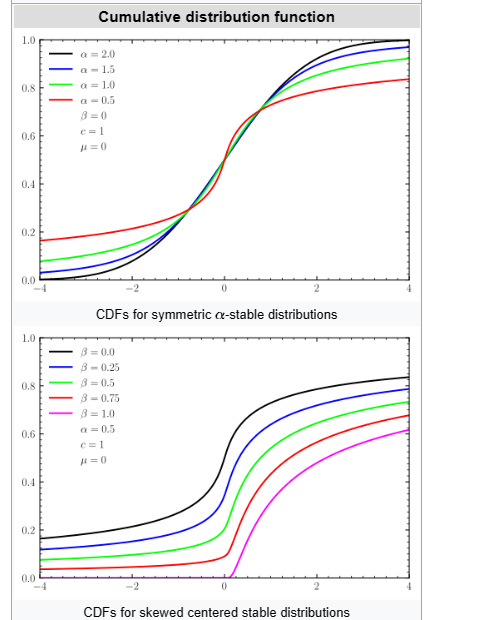 Cumulative distribution function
1.0
0.8
0.6
0.4
0.2
0.0
α = 2.0
α = 1.5
α = 1.0
α = 0.5
β = 0
c = 1
μ = 0
−4 −2 0 2 4
CDFs for symmetric α-stable distributions
1.0
0.8
0.6
0.4
0.2
0.0
β = 0.0
β = 0.25
β = 0.5
β = 0.75
β = 1.0
α = 0.5
c = 1
μ = 0
−4 −2 0 2 4
CDFs for skewed centered stable distributions